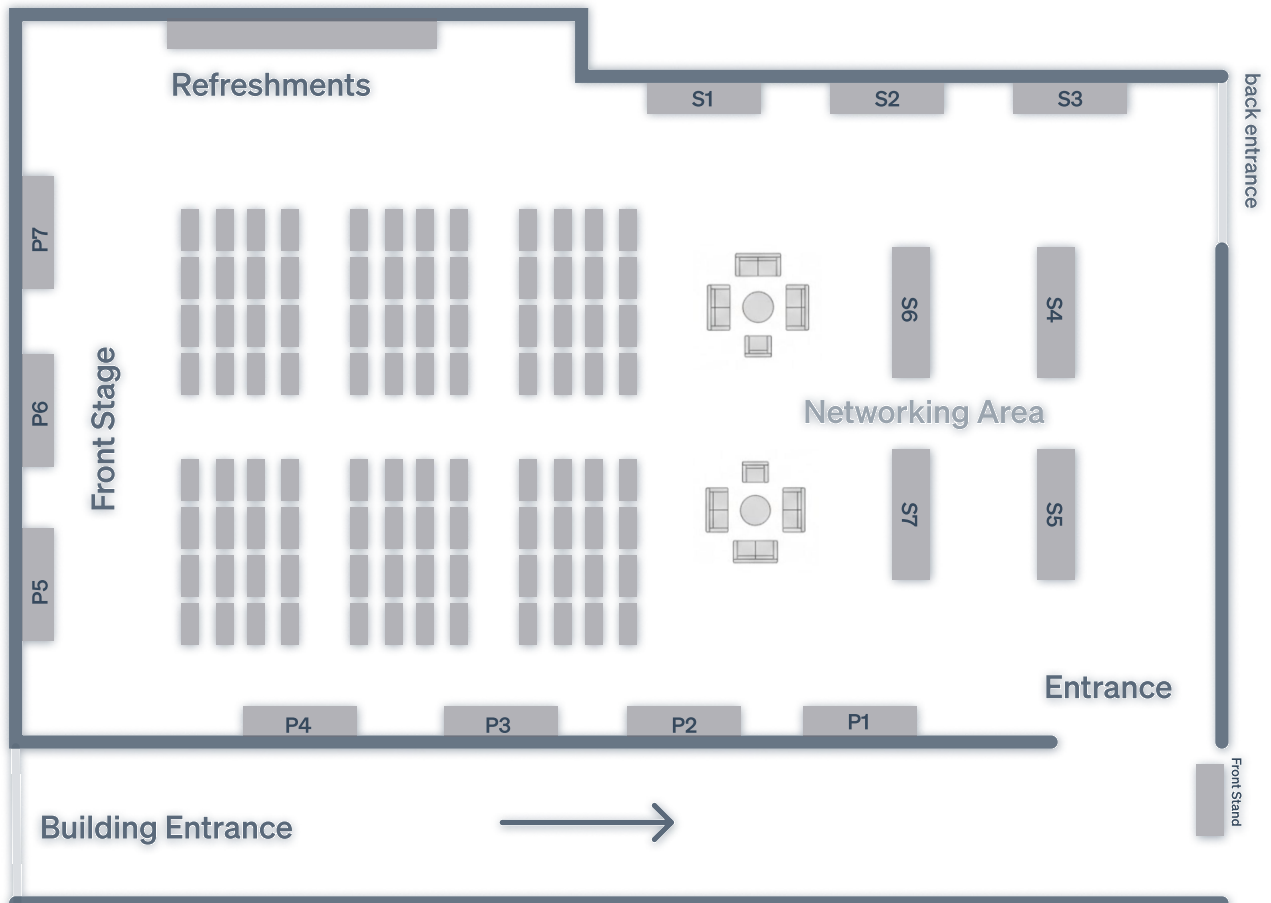 Refreshments
S1
S2
S3
back entrance
P7
S6
S4
Front Stage
P6
Networking Area
S7
S5
P5
Entrance
P4
P3
P2
P1
Front Stand
Building Entrance